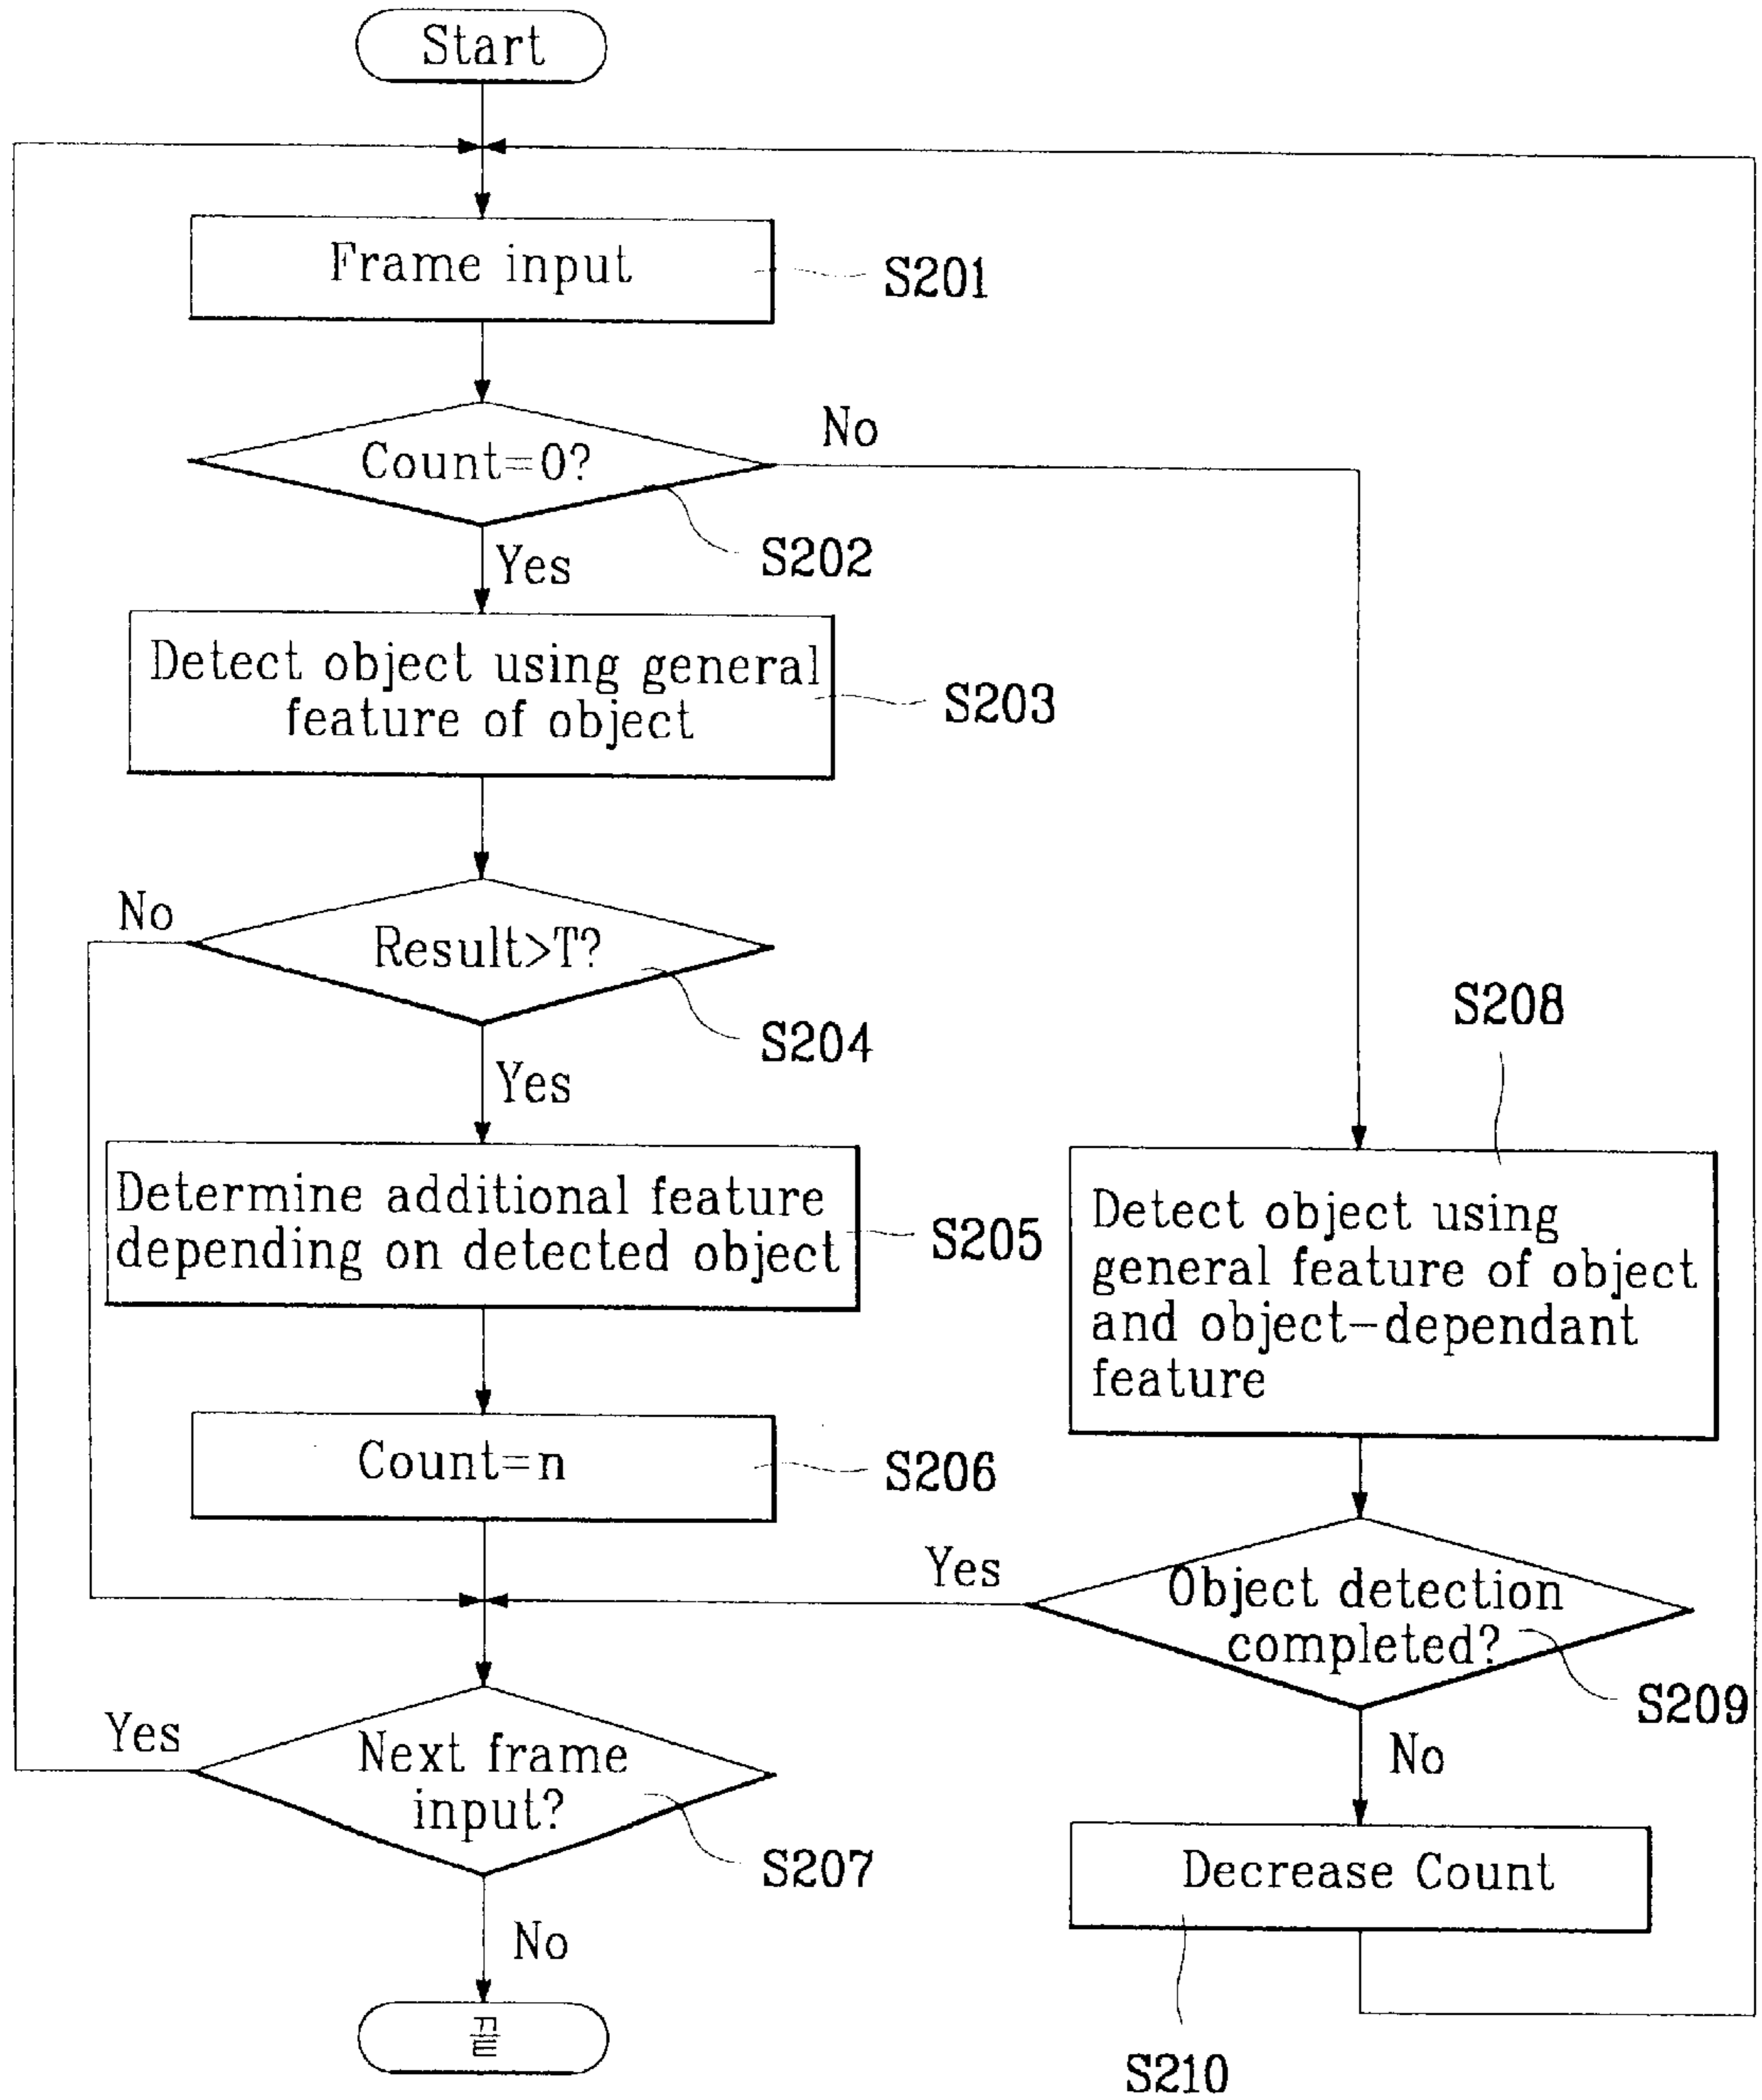 Start
Frame input
S201
Count=0?
No
S202
Yes
Detect object using general
feature of object
S203
No
Result>T?
S204
Yes
S208
Determine additional feature
depending on detected object
S205
Detect object using
general feature of object
and object-dependant
feature
Count=n
S206
Yes
Object detection
completed?
S209
Yes
Next frame
input?
S207
No
Decrease Count
No
S210